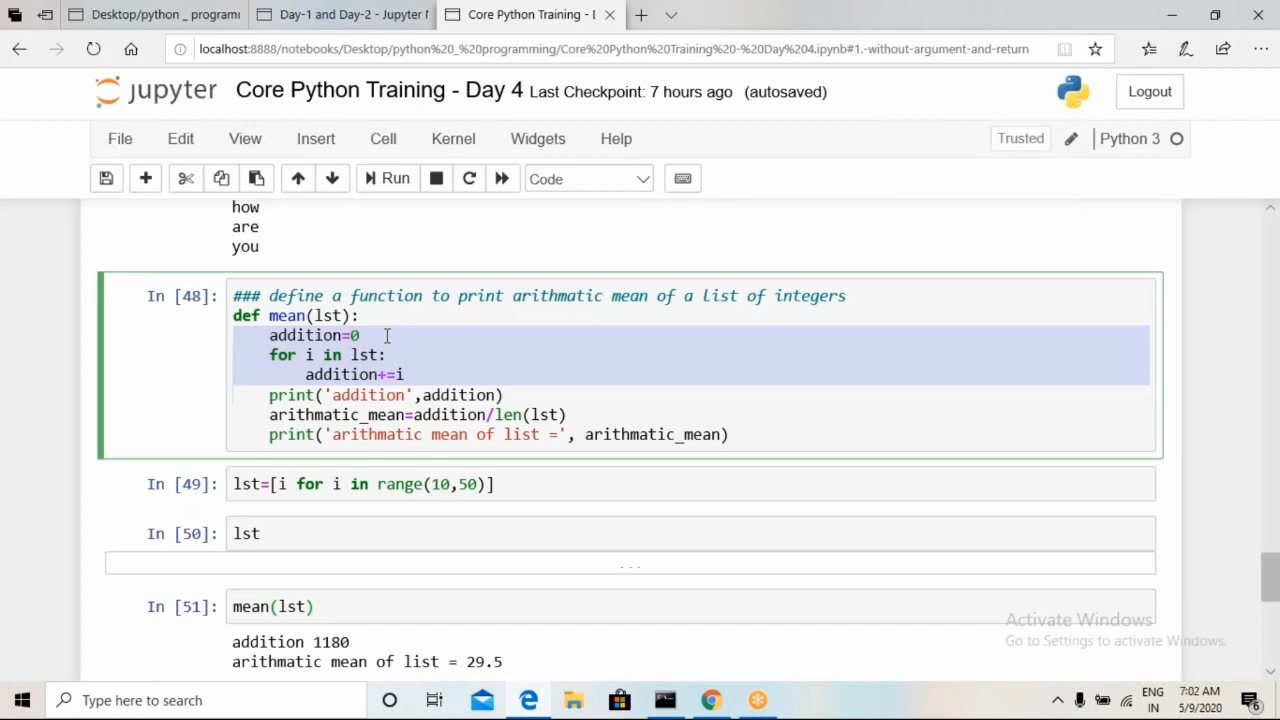 Desktop/python _ programi
Day-1 and Day-2 - Jupyter N
Core Python Training - D
localhost:8888/notebooks/Desktop/python%20_%20programming/Core%20Python%20Training%20-%20Day%204.ipynb#1.-without-argument-and-return
jupyter Core Python Training - Day 4 Last Checkpoint: 7 hours ago (autosaved)
Logout
File Edit View Insert Cell Kernel Widgets Help
Trusted Python 3
Run Code
how
are
you
In [48]: ### define a function to print arithmatic mean of a list of integers
def mean(lst):
addition=0
for i in lst:
addition+=i
print('addition',addition)
arithmatic_mean=addition/len(lst)
print('arithmatic mean of list =', arithmatic_mean)
In [49]: lst=[i for i in range(10,50)]
In [50]: lst
...
In [51]: mean(lst)
addition 1180
arithmatic mean of list = 29.5
Activate Windows
Go to Settings to activate Windows.
Type here to search
ENG
IN
7:02 AM
5/9/2020
6